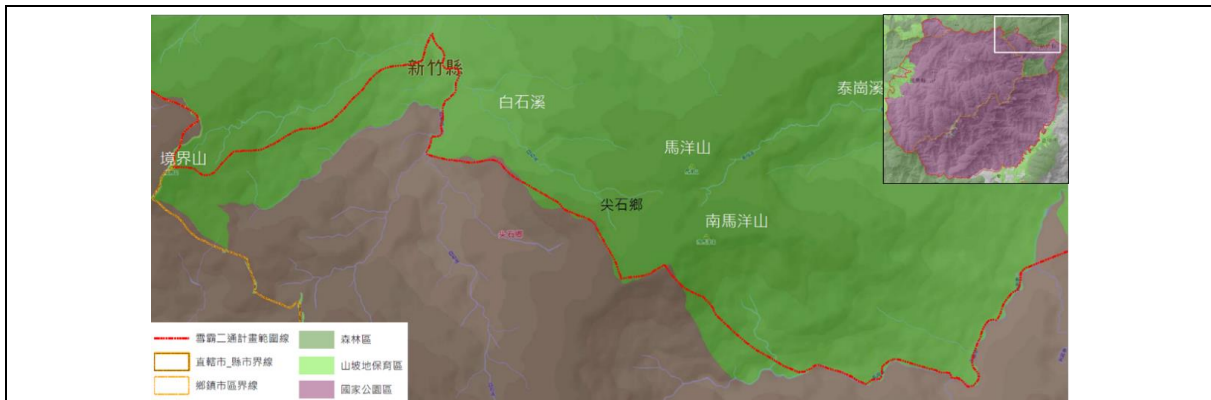 新竹縣
白石溪
泰崗溪
境界山
馬洋山
尖石鄉
南馬洋山
尖石鄉
雪霸二通計畫範圍線
森林區
直轄市_縣市界線
山坡地保育區
鄉鎮市區界線
國家公園區